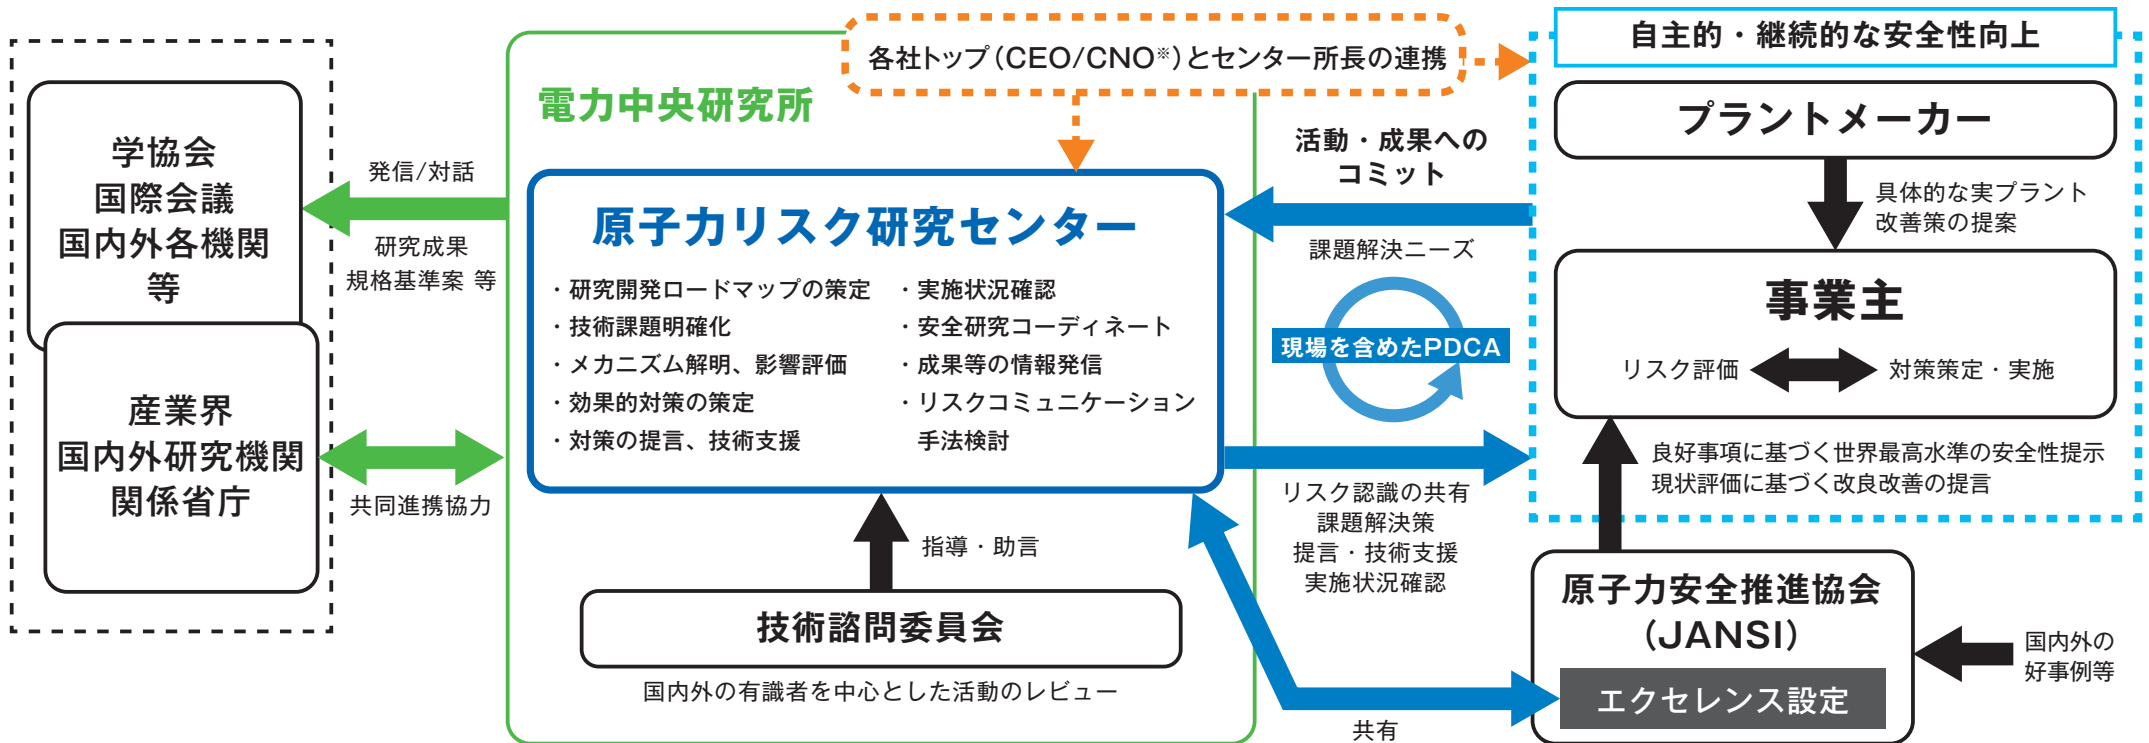 学協会
国際会議
国内外各機関
等
産業界
国内外研究機関
関係省庁
発信/対話
研究成果
規格基準案 等
共同進携協力
電力中央研究所
各社トップ(CEO/CNO※)とセンター所長の連携
原子力リスク研究センター
・研究開発ロードマップの策定
・技術課題明確化
・メカニズム解明、影響評価
・効果的対策の策定
・対策の提言、技術支援
・実施状況確認
・安全研究コーディネート
・成果等の情報発信
・リスクコミュニケーション
手法検討
指導・助言
技術諮問委員会
国内外の有識者を中心とした活動のレビュー
活動・成果への
コミット
課題解決ニーズ
現場を含めたPDCA
リスク認識の共有
課題解決策
提言・技術支援
実施状況確認
共有
自主的・継続的な安全性向上
プラントメーカー
具体的な実プラント
改善策の提案
事業主
リスク評価
対策策定・実施
良好事項に基づく世界最高水準の安全性提示
現状評価に基づく改良改善の提言
原子力安全推進協会
(JANSI)
エクセレンス設定
国内外の
好事例等